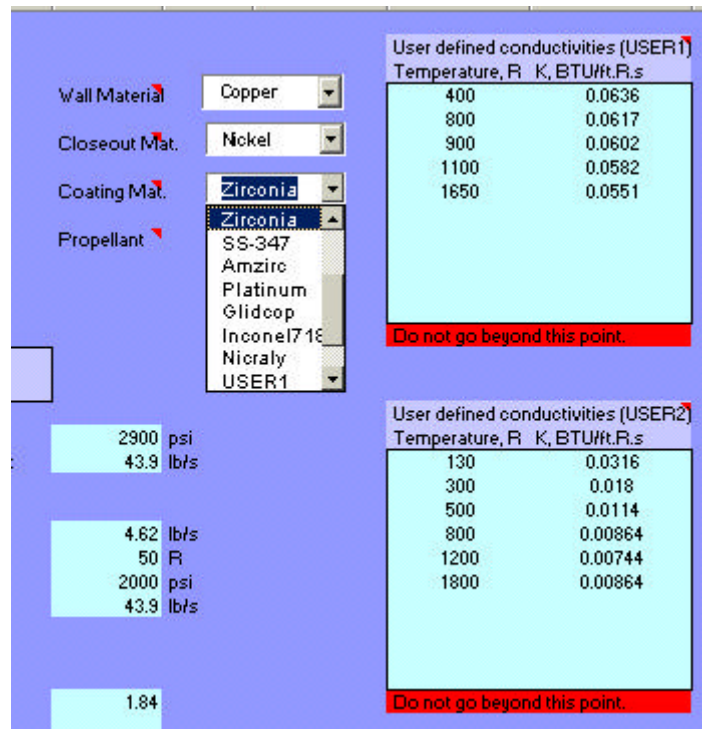 Wall Material Copper
Closeout Mat. Nickel
Coating Mat. Zirconia
Zirconia
SS-347
Amzirc
Platinum
Glidcop
Inconel718
Nicraly
USER1
Propellant
2900 psi
43.9 lb/s
4.62 lb/s
50 R
2000 psi
43.9 lb/s
1.84
User defined conductivities (USER1)
Temperature, R K, BTU/ft.R.s
400 0.0636
800 0.0617
900 0.0602
1100 0.0582
1650 0.0551
Do not go beyond this point.
User defined conductivities (USER2)
Temperature, R K, BTU/ft.R.s
130 0.0316
300 0.018
500 0.0114
800 0.00864
1200 0.00744
1800 0.00864
Do not go beyond this point.